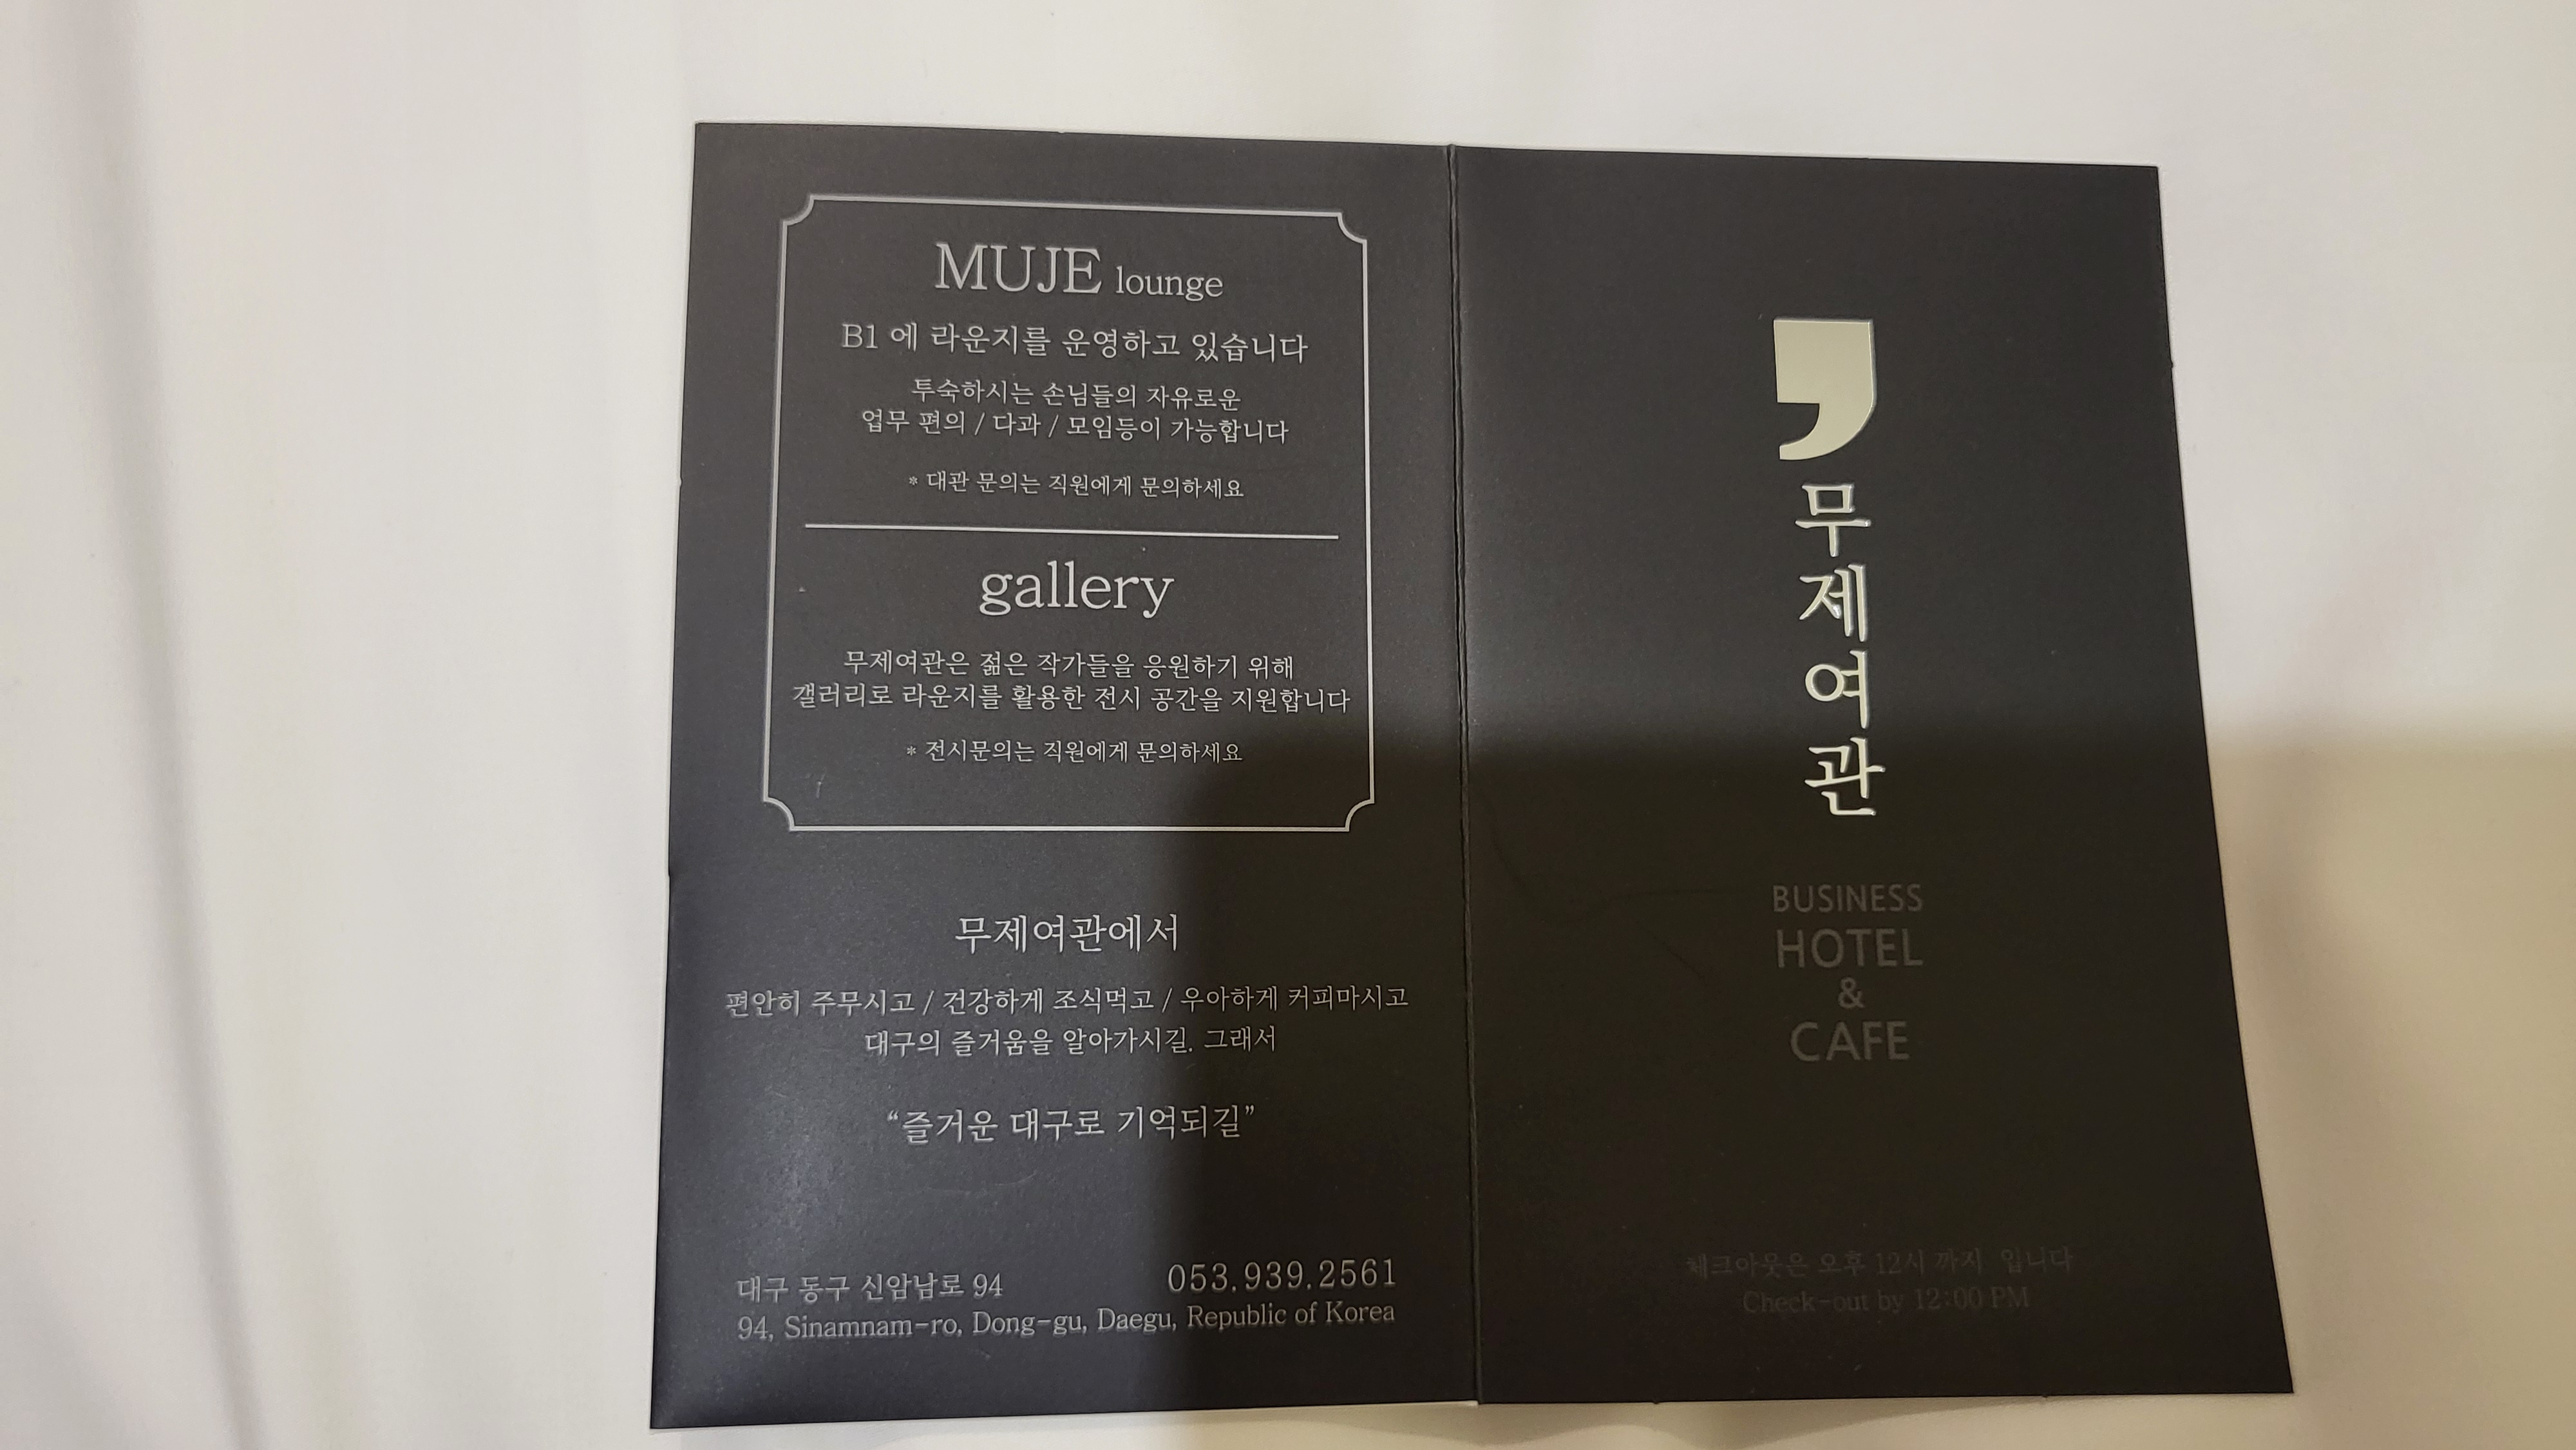 MUJE lounge
B1 에 라운지를 운영하고 있습니다
투숙하시는 손님들의 자유로운
업무 편의 / 다과 / 모임등이 가능합니다
* 대관 문의는 직원에게 문의하세요
gallery
무제여관은 젊은 작가들을 응원하기 위해
갤러리로 라운지를 활용한 전시 공간을 지원합니다
* 전시문의는 직원에게 문의하세요
무제여관에서
편안히 주무시고 / 건강하게 조식먹고 / 우아하게 커피마시고
대구의 즐거움을 알아가시길. 그래서
“즐거운 대구로 기억되길”
대구 동구 신암남로 94
053.939.2561
94, Sinamnam-ro, Dong-gu, Daegu, Republic of Korea
무제여관
BUSINESS
HOTEL
&
CAFE
체크아웃은 오후 12시 까지 입니다
Check-out by 12:00 PM